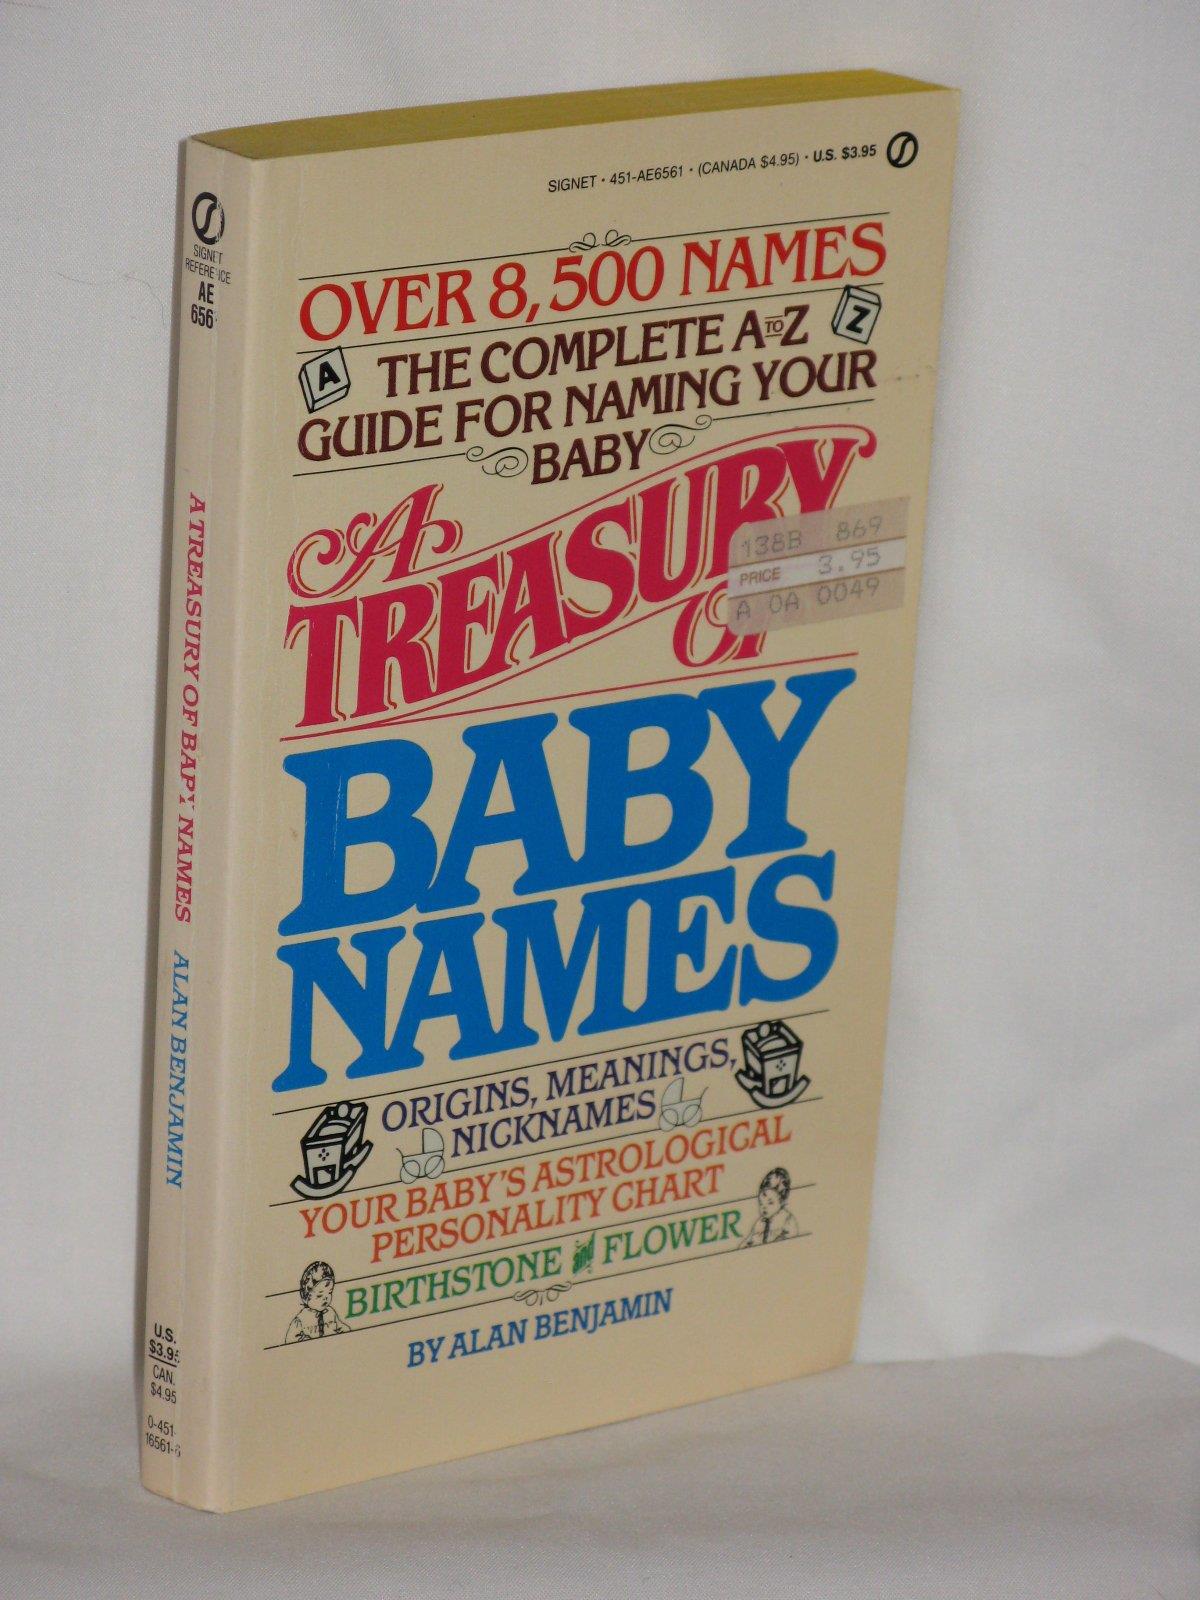 SIGNET • 451-AE6561 • (CANADA $4.95) • U.S. $3.95
OVER 8,500 NAMES
A
THE COMPLETE A TO Z
Z
GUIDE FOR NAMING YOUR
BABY
A
TREASURY
OF
138B 869
PRICE 3.95
A 0A 0049
BABY
NAMES
ORIGINS, MEANINGS,
NICKNAMES
YOUR BABY'S ASTROLOGICAL
PERSONALITY CHART
BIRTHSTONE and FLOWER
BY ALAN BENJAMIN
SIGNET
REFERENCE
AE
656
A TREASURY OF BABY NAMES ALAN BENJAMIN
U.S.
$3.95
CAN.
$4.95
0-451-
16561-6